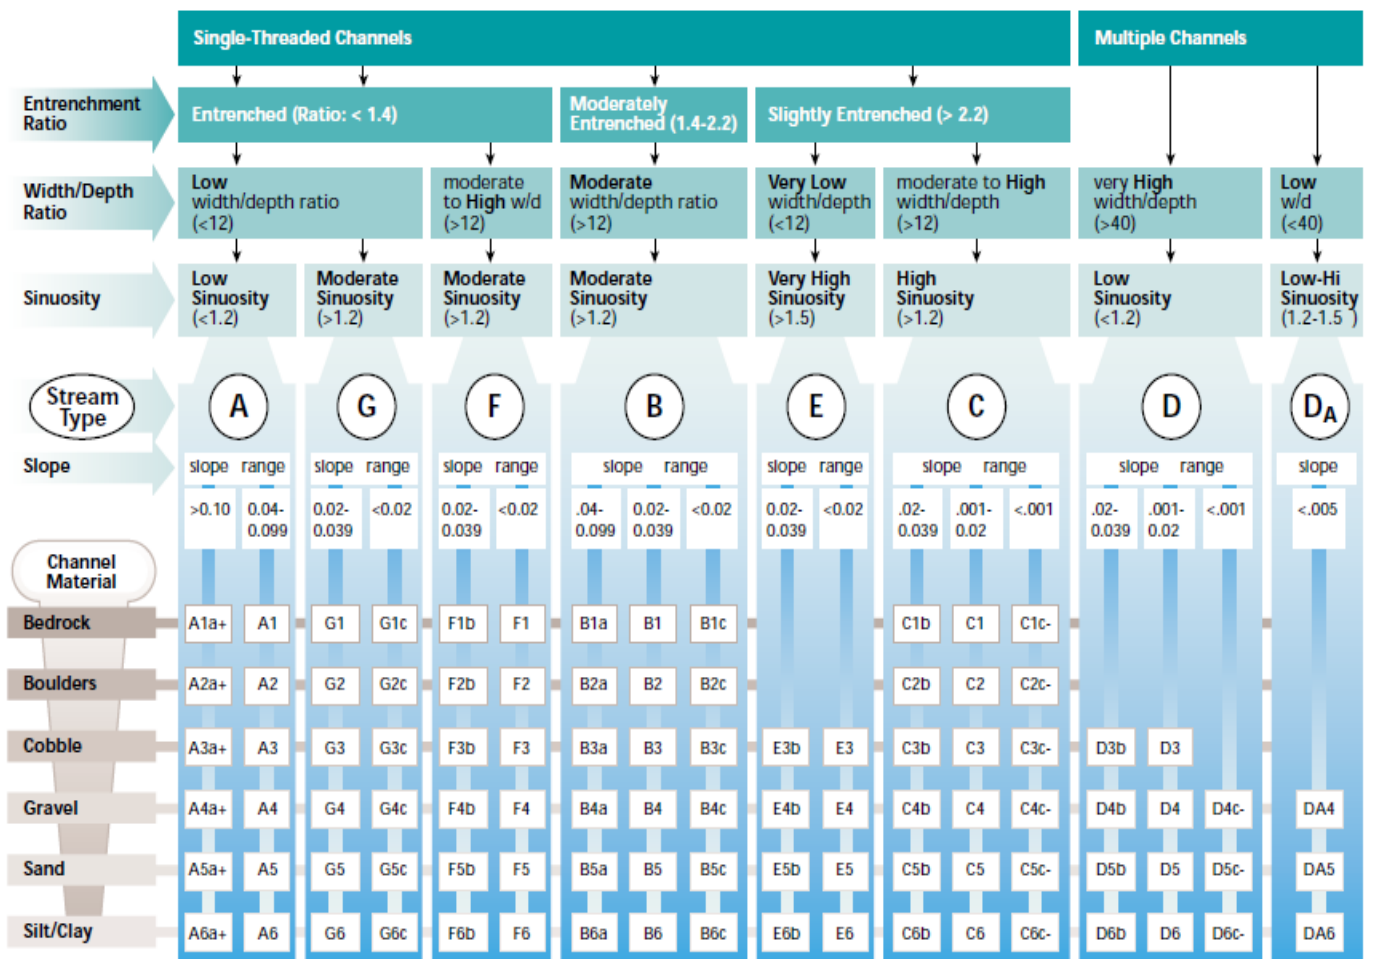 Single-Threaded Channels
Multiple Channels
Entrenchment
Ratio
Entrenched (Ratio: < 1.4)
Moderately
Entrenched (1.4-2.2)
Slightly Entrenched (> 2.2)
Width/Depth
Ratio
Low
width/depth ratio
(<12)
moderate
to High w/d
(>12)
Moderate
width/depth ratio
(>12)
Very Low
width/depth
(<12)
moderate to High
width/depth
(>12)
very High
width/depth
(>40)
Low
w/d
(<40)
Sinuosity
Low
Sinuosity
(<1.2)
Moderate
Sinuosity
(>1.2)
Moderate
Sinuosity
(>1.2)
Moderate
Sinuosity
(>1.2)
Very High
Sinuosity
(>1.5)
High
Sinuosity
(>1.2)
Low
Sinuosity
(<1.2)
Low-Hi
Sinuosity
(1.2-1.5 )
Stream
Type
A G F B E C D DA
Slope
slope range slope range slope range slope range slope range slope range slope range slope
>0.10
0.04-
0.099
0.02-
0.039
<0.02
0.02-
0.039
<0.02
.04-
0.099
0.02-
0.039
<0.02
0.02-
0.039
<0.02
.02-
0.039
.001-
0.02
<.001
.02-
0.039
.001-
0.02
<.001
<.005
Channel
Material
Bedrock A1a+ A1 G1 G1c F1b F1 B1a B1 B1c C1b C1 C1c-
Boulders A2a+ A2 G2 G2c F2b F2 B2a B2 B2c C2b C2 C2c-
Cobble A3a+ A3 G3 G3c F3b F3 B3a B3 B3c E3b E3 C3b C3 C3c- D3b D3
Gravel A4a+ A4 G4 G4c F4b F4 B4a B4 B4c E4b E4 C4b C4 C4c- D4b D4 D4c- DA4
Sand A5a+ A5 G5 G5c F5b F5 B5a B5 B5c E5b E5 C5b C5 C5c- D5b D5 D5c- DA5
Silt/Clay A6a+ A6 G6 G6c F6b F6 B6a B6 B6c E6b E6 C6b C6 C6c- D6b D6 D6c- DA6